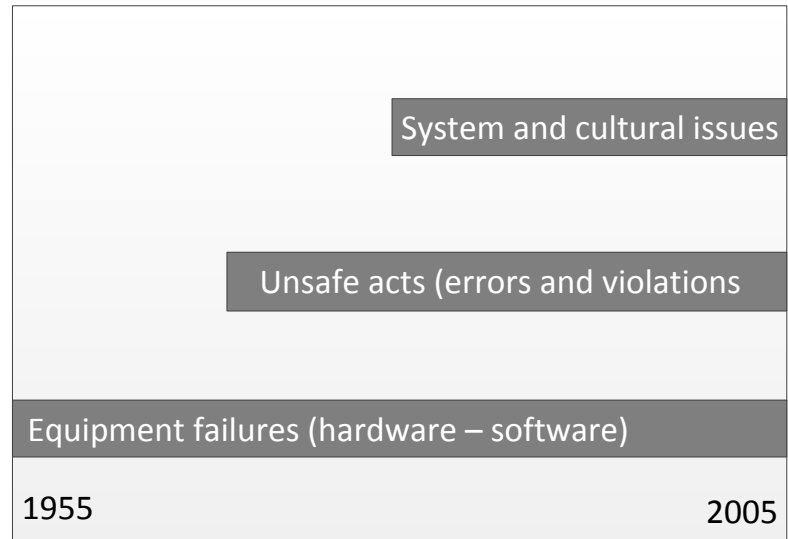 System and cultural issues
Unsafe acts (errors and violations
Equipment failures (hardware – software)
1955
2005